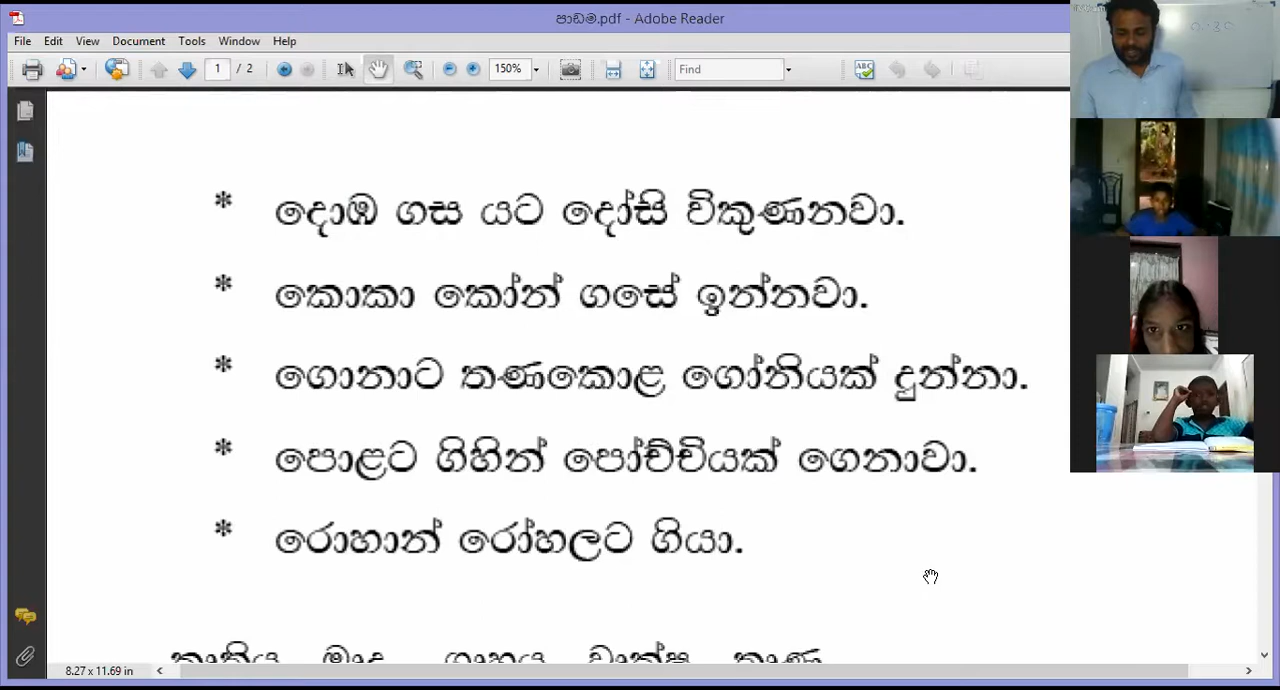 පාඩම.pdf - Adobe Reader
File Edit View Document Tools Window Help
1 / 2 150% Find
* දොඹ ගස යට දෝසි විකුණනවා.
* කොකා කෝන් ගසේ ඉන්නවා.
* ගොනාට තණකොළ ගෝනියක් දුන්නා.
* පොළට ගිහින් පෝච්චියක් ගෙනාවා.
* රොහාන් රෝහලට ගියා.
8.27 x 11.69 in